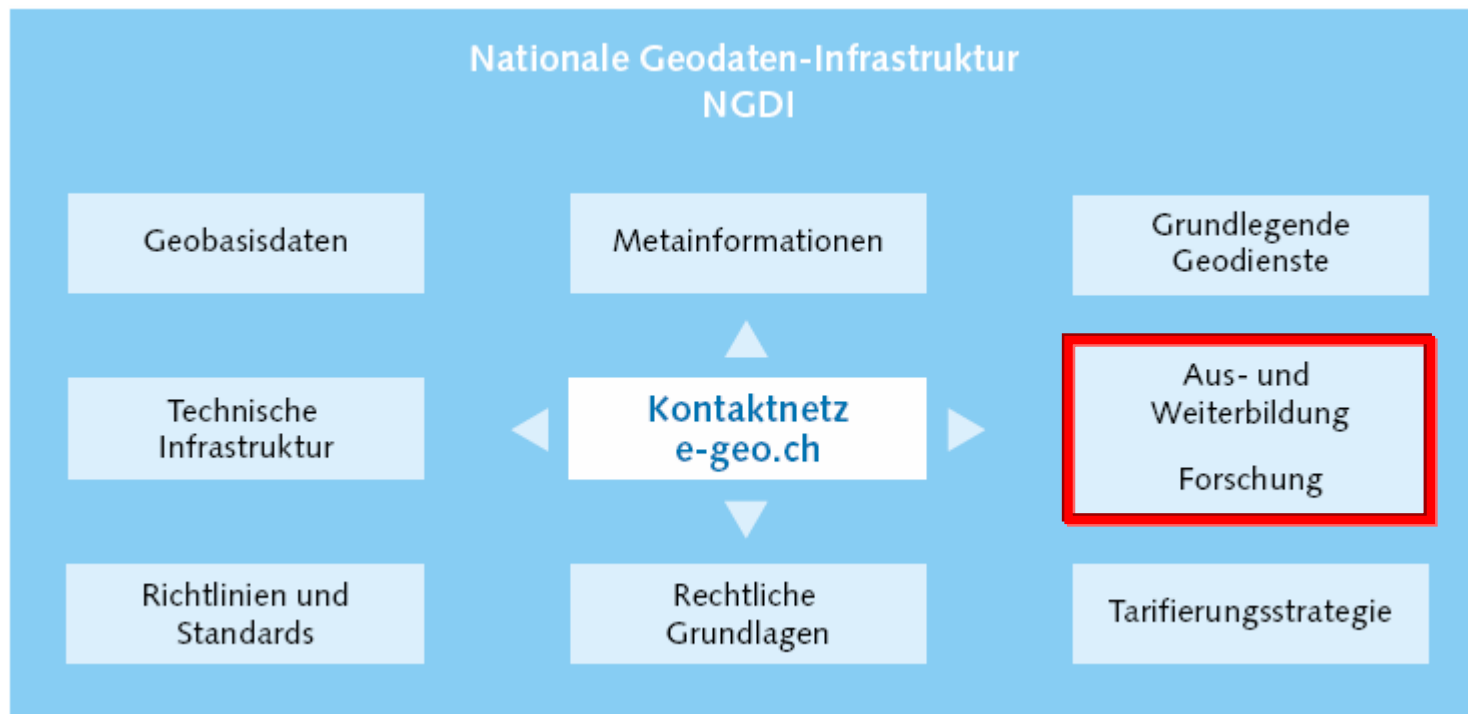 Nationale Geodaten-Infrastruktur
NGDI
Geobasisdaten
Metainformationen
Grundlegende
Geodienste
Technische
Infrastruktur
Kontaktnetz
e-geo.ch
Aus- und
Weiterbildung
Forschung
Richtlinien und
Standards
Rechtliche
Grundlagen
Tarifierungsstrategie